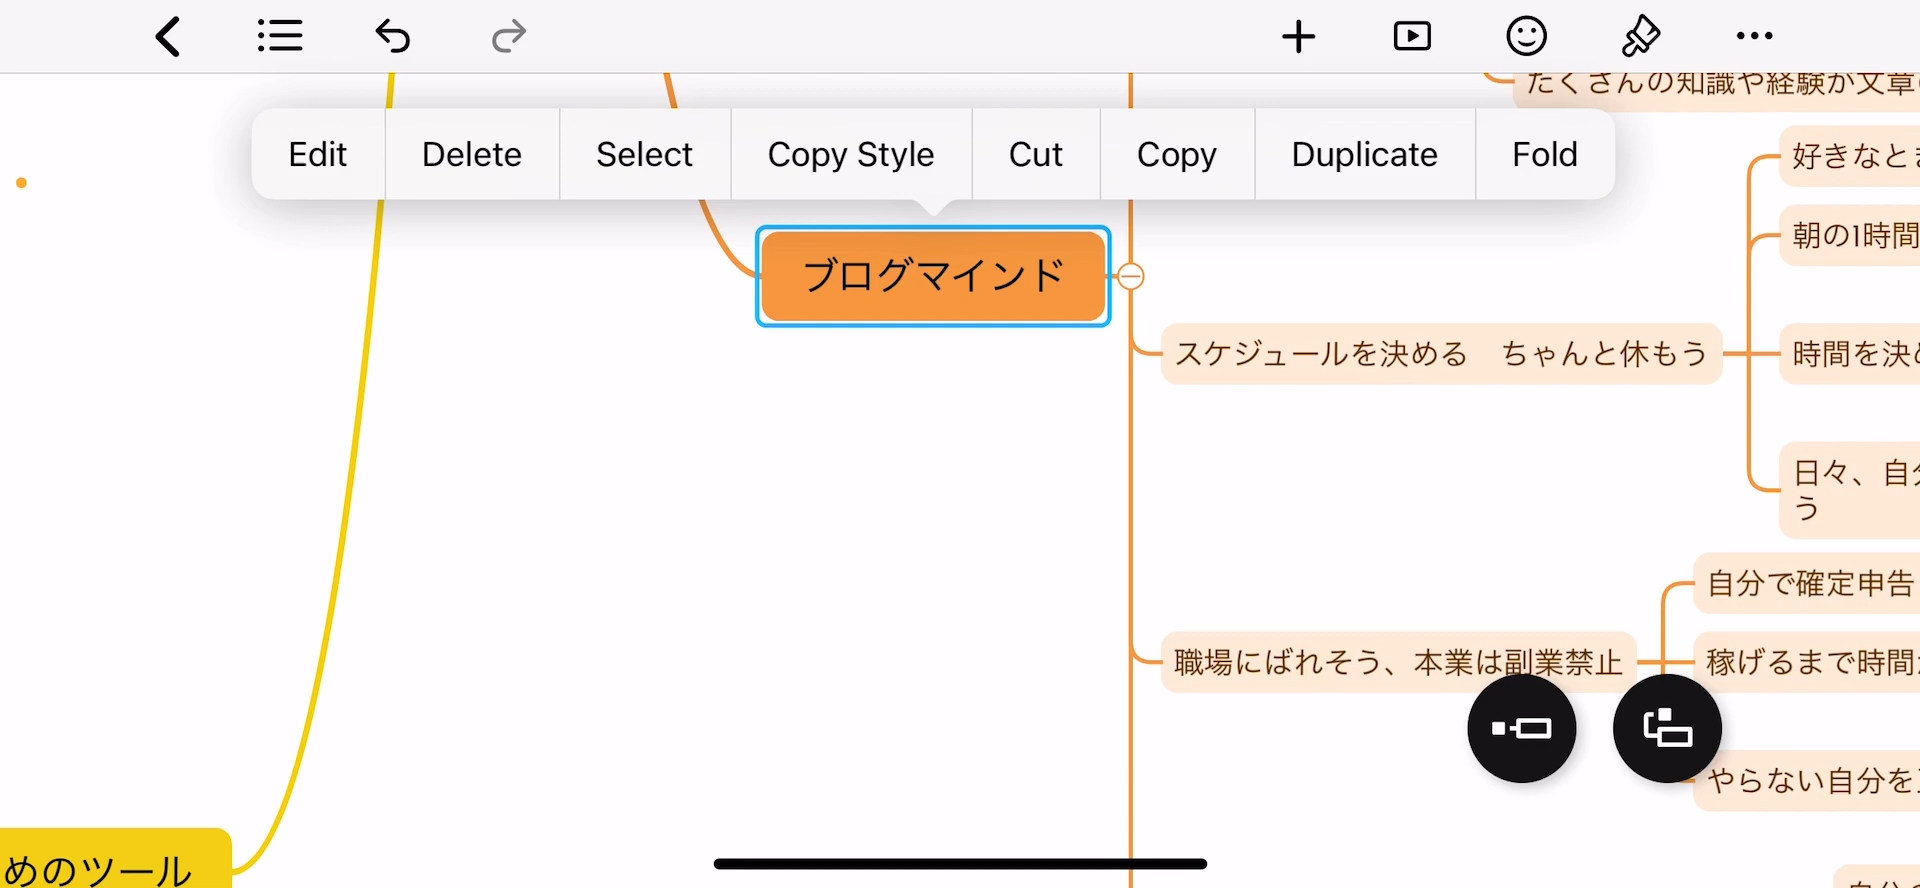 たくさんの知識や経験が文章
Edit
Delete
Select
Copy Style
Cut
Copy
Duplicate
Fold
好きなとき
朝の1時間
ブログマインド
スケジュールを決める　ちゃんと休もう
時間を決め
日々、自分
う
自分で確定申告
職場にばれそう、本業は副業禁止
稼げるまで時間が
やらない自分を
めのツール